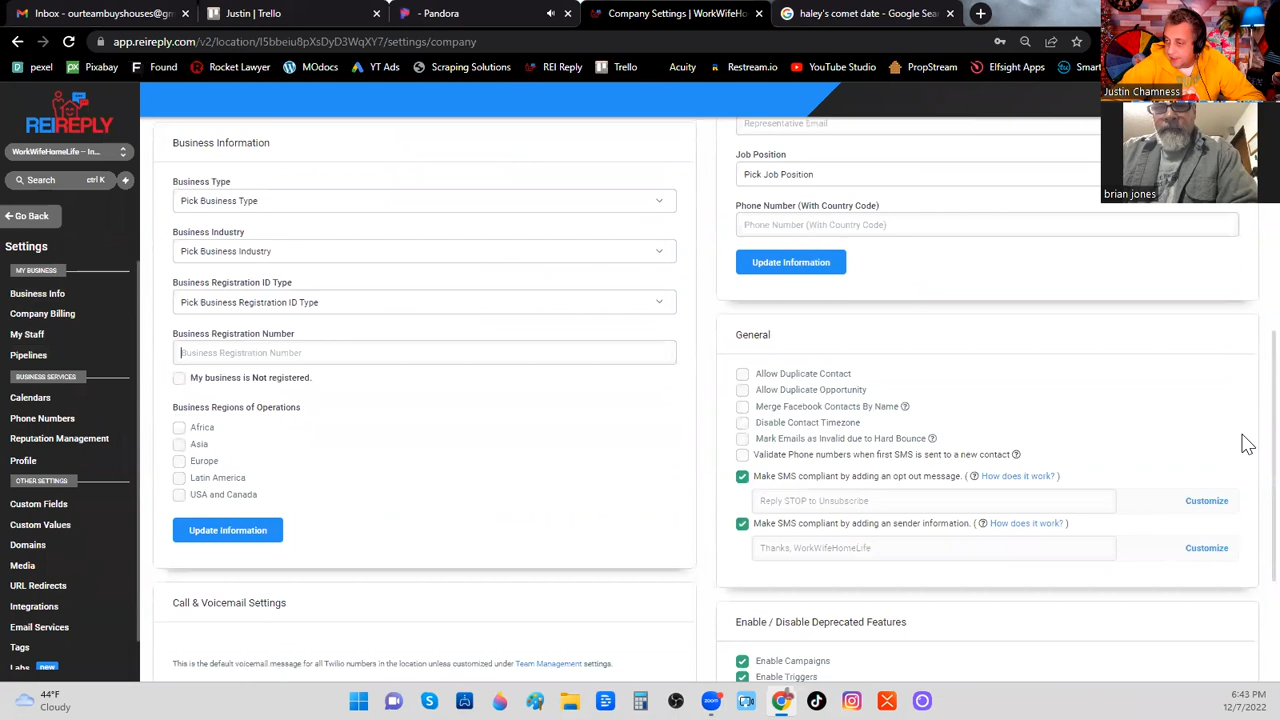 Inbox - ambuyshouses@gmail.co
- Pandora
Company Settings | WorkWifeHo
haley's comet date - Google Sea
app.reireply.com/v2/location/I5bbeiu8pXsDyD3WqXY7/settings/company
pexel
Pixabay
Found
Rocket Lawyer
MOdocs
YT Ads
Scraping Solutions
REI Reply
Trello
Acuity
Restream.io
YouTube Studio
PropStream
Elfsight Apps
Smart
Justin Chamness
brian jones
REIREPLY
WorkWifeHomeLife -- In...
Search
ctrl K
Go Back
Settings
MY BUSINESS
Business Info
Company Billing
My Staff
Pipelines
BUSINESS SERVICES
Calendars
Phone Numbers
Reputation Management
Profile
OTHER SETTINGS
Custom Fields
Custom Values
Domains
Media
URL Redirects
Integrations
Email Services
Tags
Labs new
Business Information
Business Type
Pick Business Type
Business Industry
Pick Business Industry
Business Registration ID Type
Pick Business Registration ID Type
Business Registration Number
Business Registration Number
My business is Not registered.
Business Regions of Operations
Africa
Asia
Europe
Latin America
USA and Canada
Update Information
Call & Voicemail Settings
This is the default voicemail message for all Twilio numbers in the location unless customized under Team Management settings.
Representative Email
Job Position
Pick Job Position
Phone Number (With Country Code)
Phone Number (With Country Code)
Update Information
General
Allow Duplicate Contact
Allow Duplicate Opportunity
Merge Facebook Contacts By Name
Disable Contact Timezone
Mark Emails as Invalid due to Hard Bounce
Validate Phone numbers when first SMS is sent to a new contact
Make SMS compliant by adding an opt out message. ( How does it work? )
Reply STOP to Unsubscribe
Customize
Make SMS compliant by adding an sender information. ( How does it work? )
Thanks, WorkWifeHomeLife
Customize
Enable / Disable Deprecated Features
Enable Campaigns
Enable Triggers
44°F
Cloudy
zoom
6:43 PM
12/7/2022